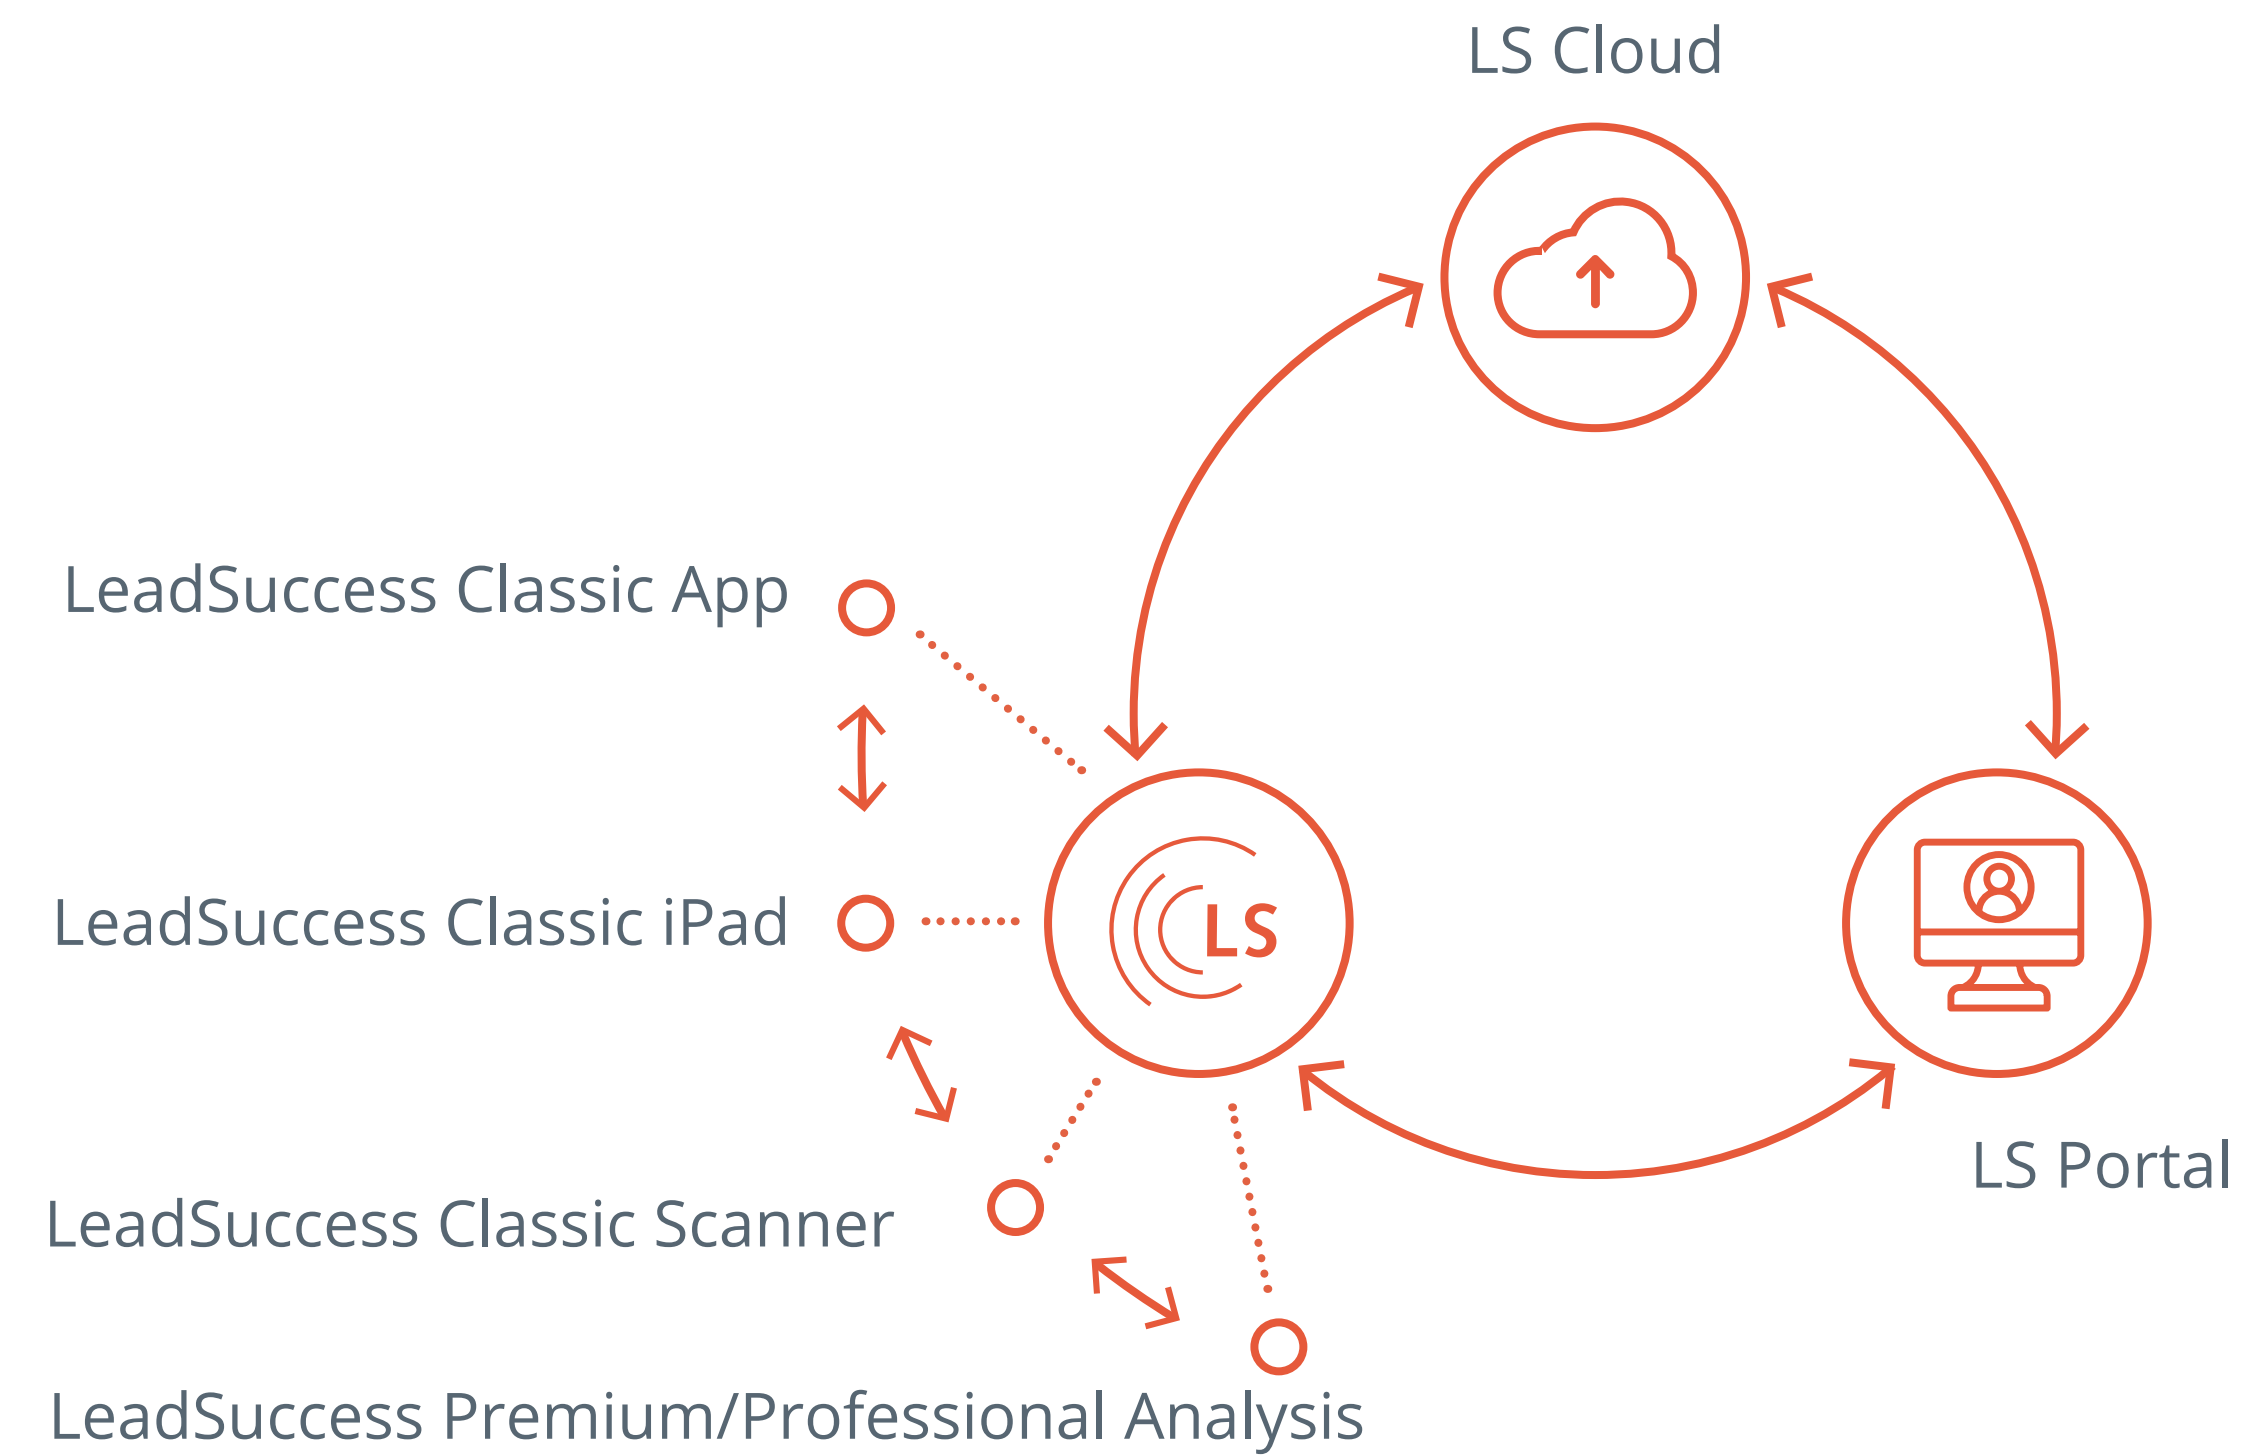 LS Cloud
LeadSuccess Classic App
LeadSuccess Classic iPad
LS
LS Portal
LeadSuccess Classic Scanner
LeadSuccess Premium/Professional Analysis